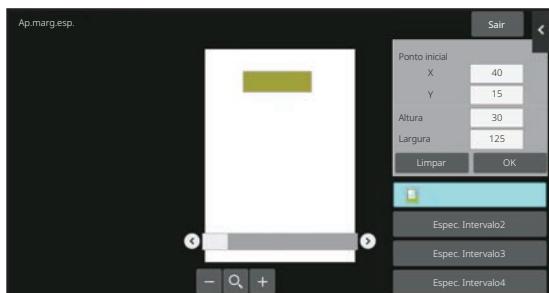 Ap.marg.esp.
Sair
Ponto inicial
X 40
Y 15
Altura 30
Largura 125
Limpar OK
Espec. Intervalo2
Espec. Intervalo3
Espec. Intervalo4